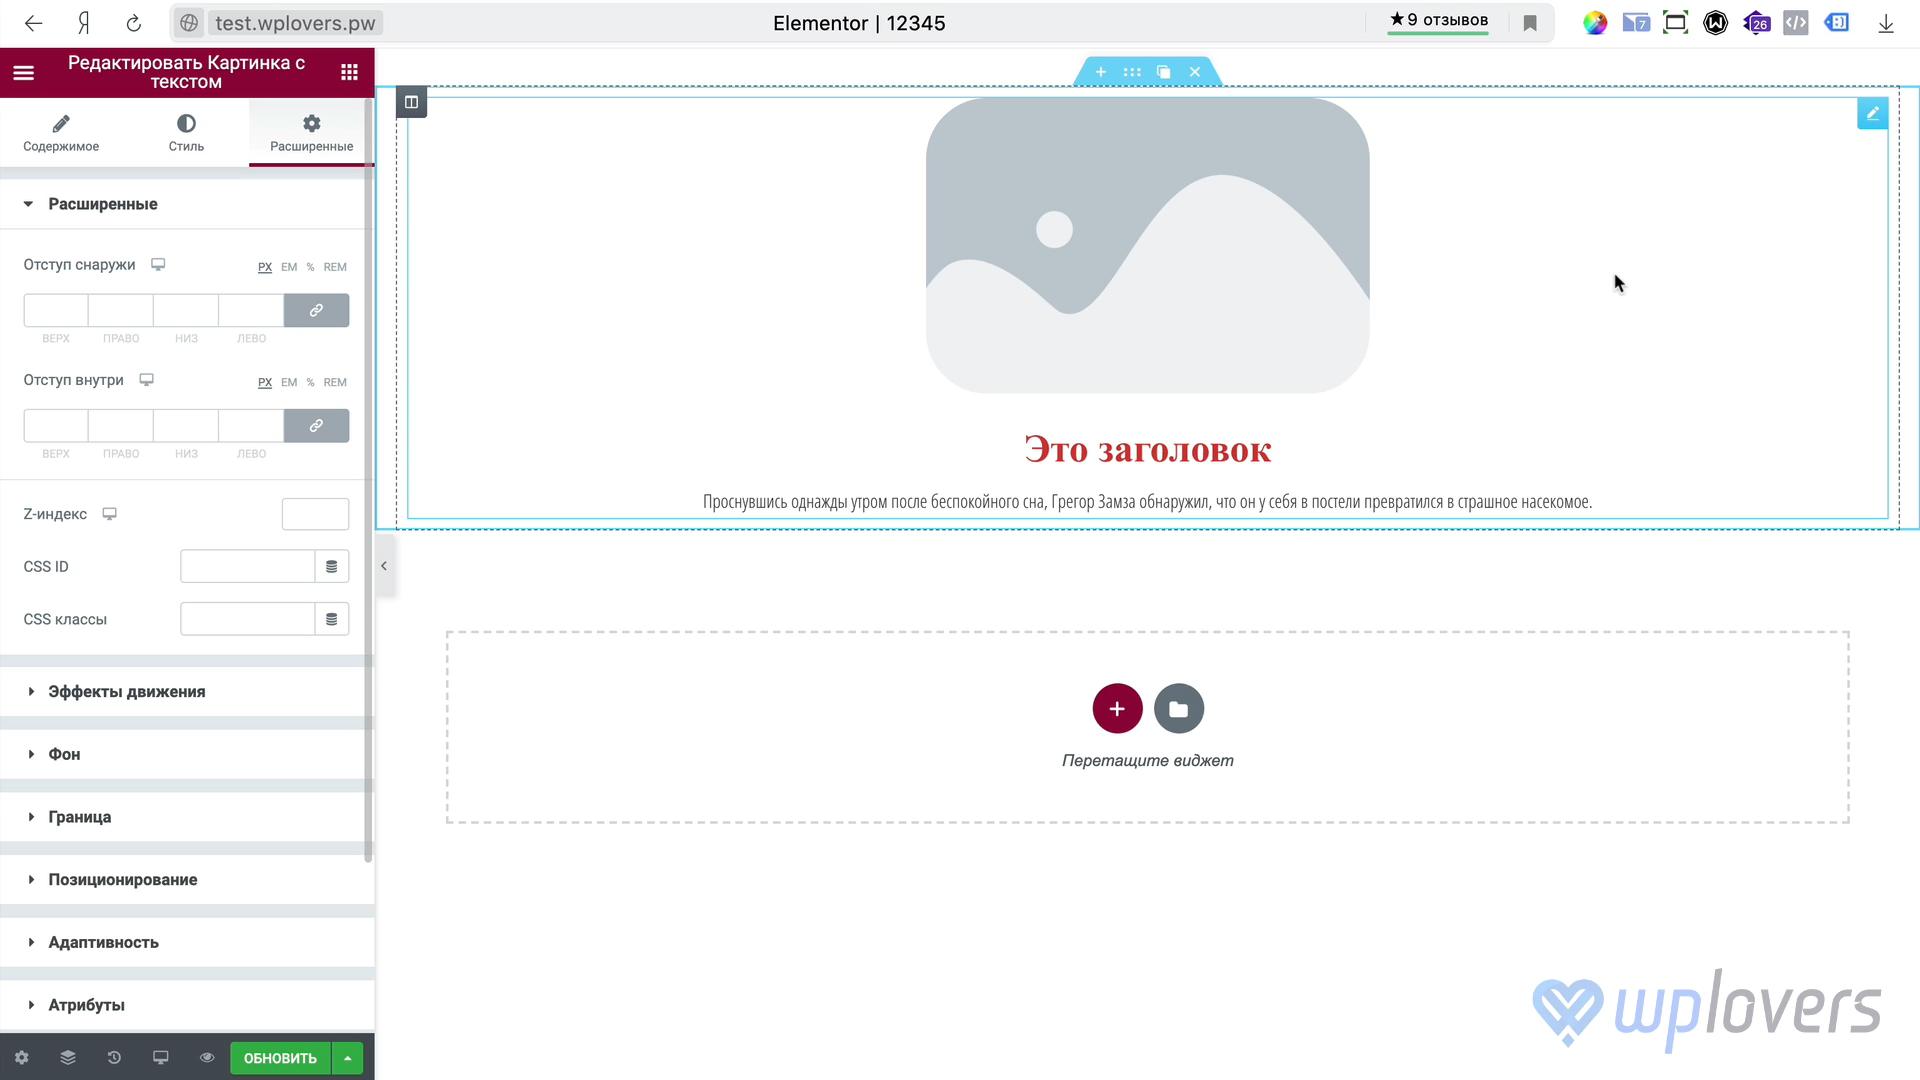 test.wplovers.pw
Elementor | 12345
★9 отзывов
7
26
Редактировать Картинка с
текстом
Содержимое
Стиль
Расширенные
Расширенные
Отступ снаружи
PX EM % REM
ВЕРХ ПРАВО НИЗ ЛЕВО
Отступ внутри
PX EM % REM
ВЕРХ ПРАВО НИЗ ЛЕВО
Z-индекс
CSS ID
CSS классы
Эффекты движения
Фон
Граница
Позиционирование
Адаптивность
Атрибуты
ОБНОВИТЬ
Это заголовок
Проснувшись однажды утром после беспокойного сна, Грегор Замза обнаружил, что он у себя в постели превратился в страшное насекомое.
Перетащите виджет
wplovers